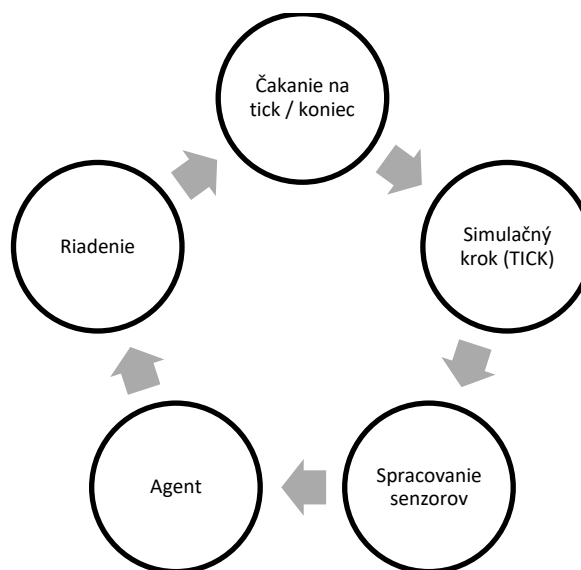 Čakanie na
tick / koniec
Simulačný
krok (TICK)
Spracovanie
senzorov
Agent
Riadenie